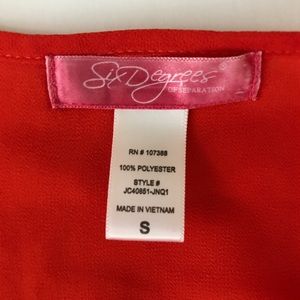 SixDegrees
OF SEPARATION
RN # 107388
100% POLYESTER
STYLE #
JC40851-JNQ1
MADE IN VIETNAM
S